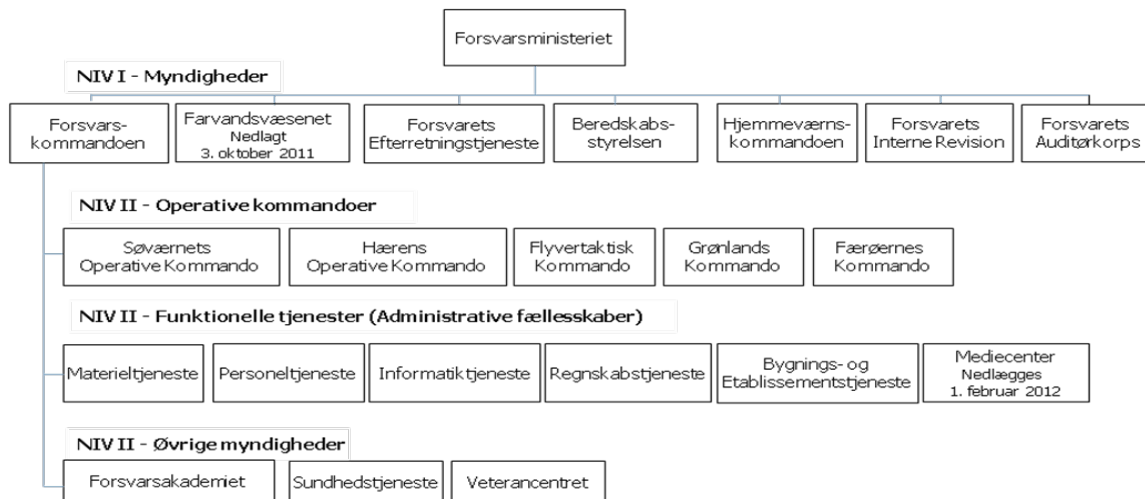 Forsvarsministeriet
NIV I - Myndigheder
Forsvars-
kommandoen
Farvandsvæsenet
Nedlagt
3. oktober 2011
Forsvarets
Efterretningstjeneste
Beredskabs-
styrelsen
Hjemmeværns-
kommandoen
Forsvarets
Interne Revision
Forsvarets
Auditørkorps
NIV II - Operative kommandoer
Søværnets
Operative Kommando
Hærens
Operative Kommando
Flyvertaktisk
Kommando
Grønlands
Kommando
Færøernes
Kommando
NIV II - Funktionelle tjenester (Administrative fællesskaber)
Materieltjeneste
Personeltjeneste
Informatiktjeneste
Regnskabstjeneste
Bygnings- og
Etablissementstjeneste
Mediecenter
Nedlægges
1. februar 2012
NIV II - Øvrige myndigheder
Forsvarsakademiet
Sundhedstjeneste
Veterancentret